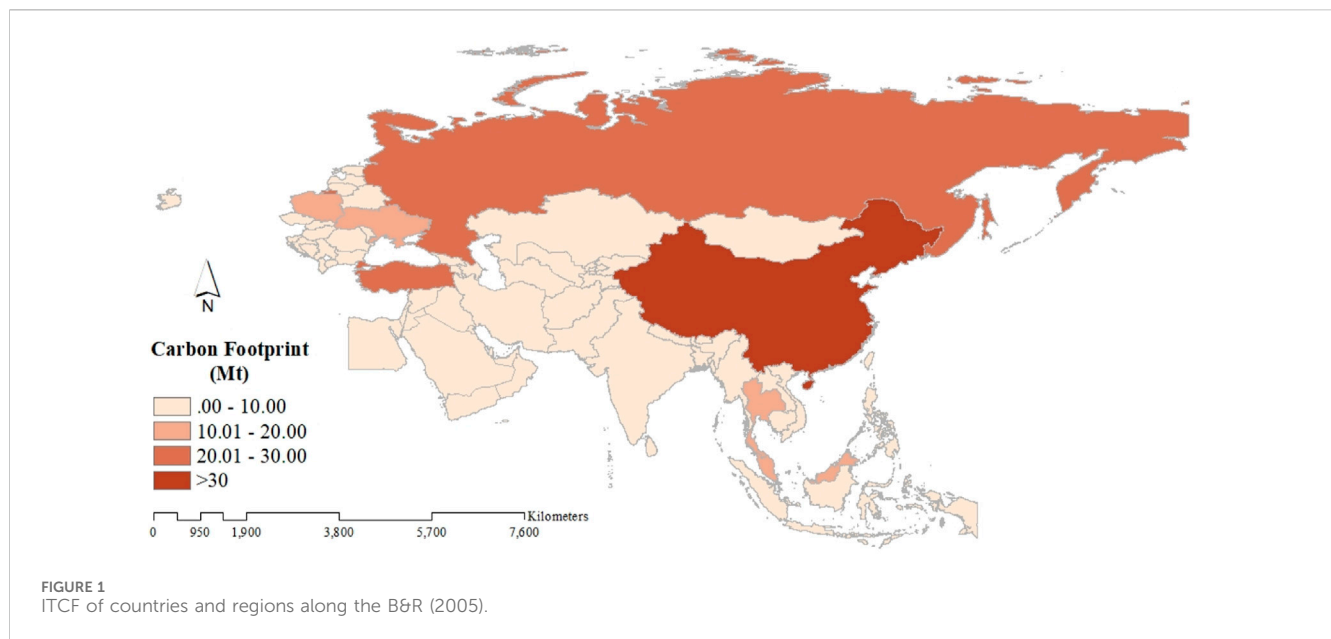 N
Carbon Footprint
(Mt)
.00 - 10.00
10.01 - 20.00
20.01 - 30.00
>30
Kilometers
0 950 1,900 3,800 5,700 7,600
FIGURE 1
ITCF of countries and regions along the B&R (2005).